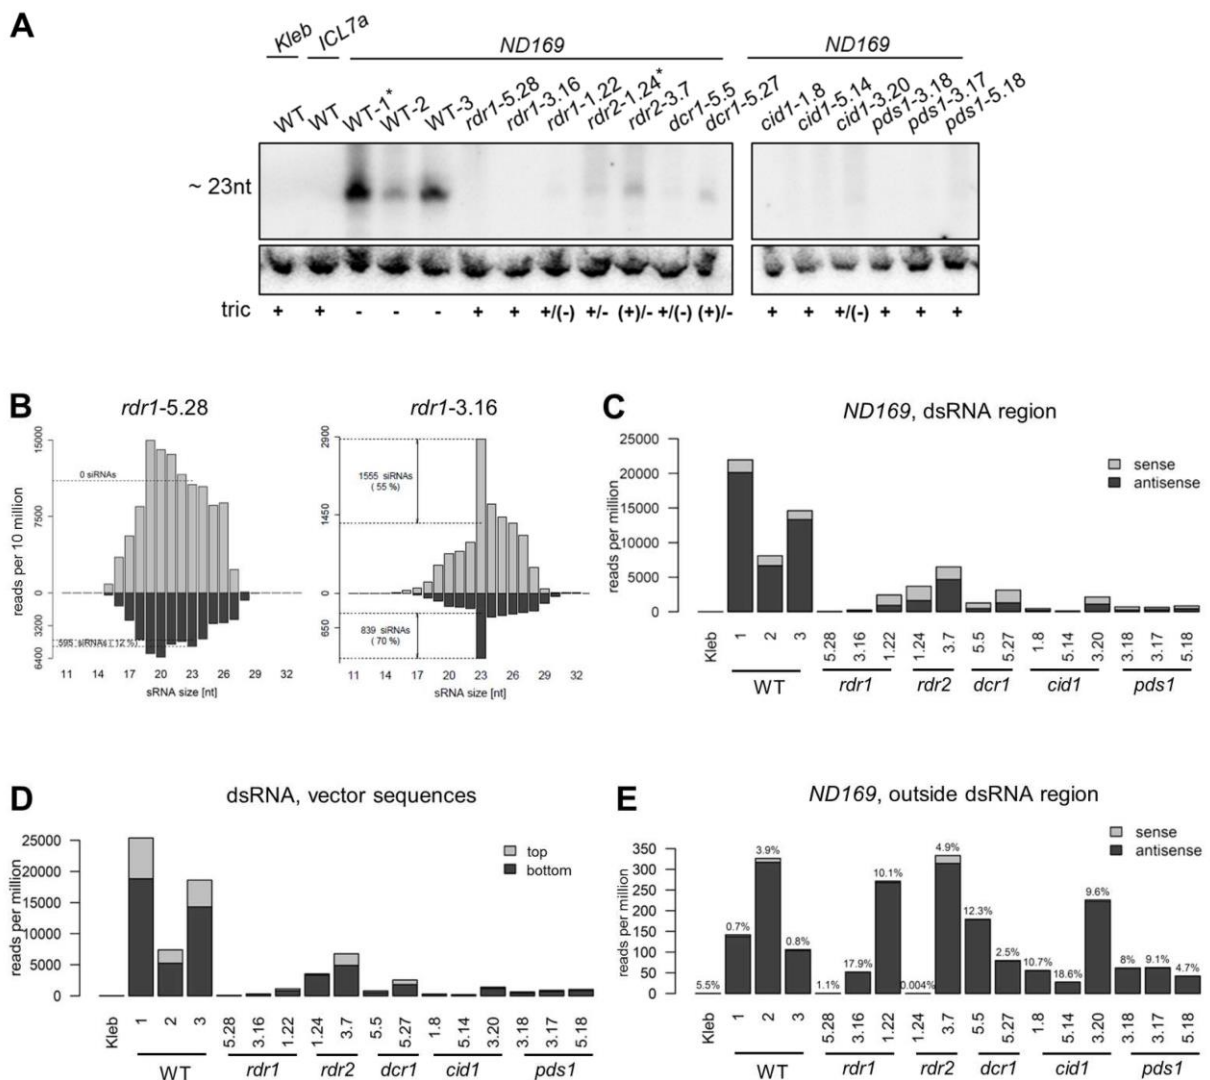 A
Kleb ICL7a ND169 ND169
WT WT WT-1* WT-2 WT-3 rdr1-5.28 rdr1-3.16 rdr1-1.22 rdr2-1.24* rdr2-3.7 dcr1-5.5 dcr1-5.27 cid1-1.8 cid1-5.14 cid1-3.20 pds1-3.18 pds1-3.17 pds1-5.18
~ 23nt
tric + + - - - + + +/(-) +/- (+)/- +/(-) (+)/- + + +/(-) + + +
B
rdr1-5.28
reads per 10 million
15000
7500
0
3200
6400
0 siRNAs
595 siRNAs ( 12 %)
11 14 17 20 23 26 29 32
sRNA size [nt]
rdr1-3.16
2900
1450
0
650
1555 siRNAs
( 55 %)
839 siRNAs
( 70 %)
11 14 17 20 23 26 29 32
sRNA size [nt]
C
ND169, dsRNA region
reads per million
25000
20000
15000
10000
5000
0
sense
antisense
Kleb 1 2 3 5.28 3.16 1.22 1.24 3.7 5.5 5.27 1.8 5.14 3.20 3.18 3.17 5.18
WT rdr1 rdr2 dcr1 cid1 pds1
D
dsRNA, vector sequences
reads per million
25000
20000
15000
10000
5000
0
top
bottom
Kleb 1 2 3 5.28 3.16 1.22 1.24 3.7 5.5 5.27 1.8 5.14 3.20 3.18 3.17 5.18
WT rdr1 rdr2 dcr1 cid1 pds1
E
ND169, outside dsRNA region
reads per million
350
300
250
200
150
100
50
0
sense
antisense
5.5% 0.7% 3.9% 0.8% 1.1% 17.9% 10.1% 0.004% 4.9% 12.3% 2.5% 10.7% 18.6% 9.6% 8% 9.1% 4.7%
Kleb 1 2 3 5.28 3.16 1.22 1.24 3.7 5.5 5.27 1.8 5.14 3.20 3.18 3.17 5.18
WT rdr1 rdr2 dcr1 cid1 pds1